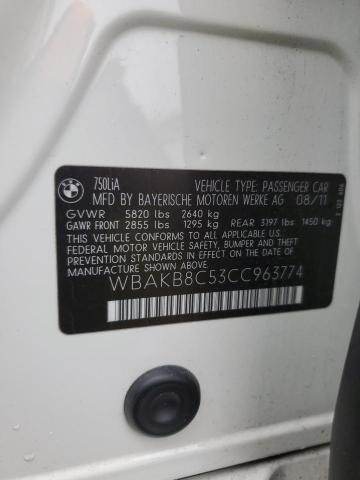 BMW
750LiA VEHICLE TYPE: PASSENGER CAR
MFD BY BAYERISCHE MOTOREN WERKE AG 08/11
GVWR 5820 lbs 2640 kg
GAWR FRONT 2855 lbs 1295 kg REAR 3197 lbs 1450 kg
THIS VEHICLE CONFORMS TO ALL APPLICABLE U.S.
FEDERAL MOTOR VEHICLE SAFETY, BUMPER, AND THEFT
PREVENTION STANDARDS IN EFFECT ON THE DATE OF
MANUFACTURE SHOWN ABOVE.
WBAKB8C53CC963774